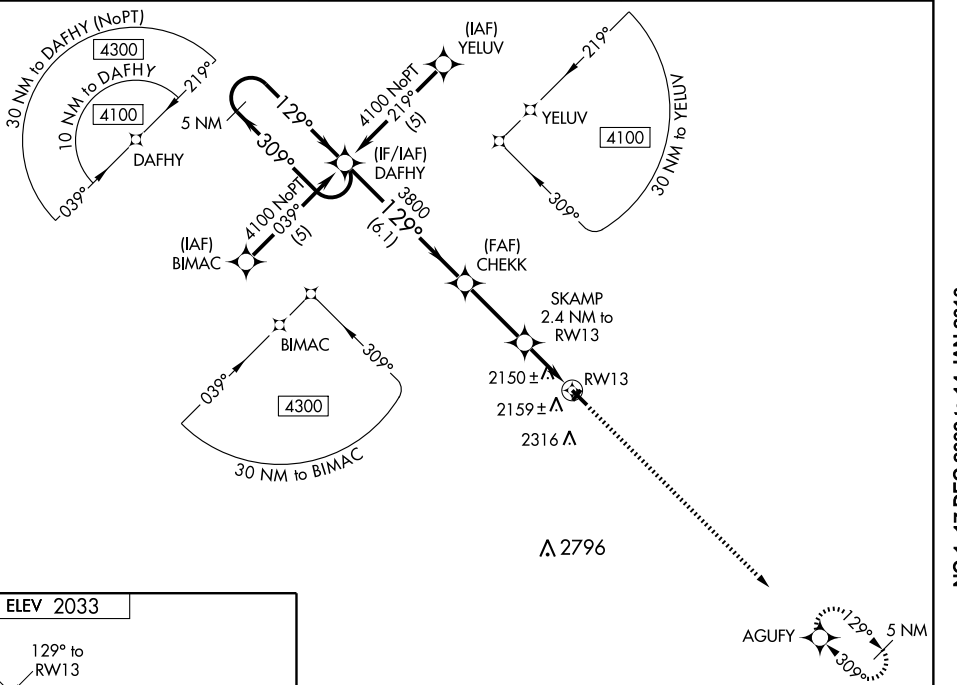 30 NM to DAFHY (NoPT)
4300
10 NM to DAFHY
4100
219°
DAFHY
039°
5 NM
129°
309°
(IAF)
YELUV
4100 NoPT
219°
(5)
(IF/IAF)
DAFHY
4100 NoPT
039°
(5)
(IAF)
BIMAC
3800
129°
(6.1)
219°
YELUV
4100
30 NM to YELUV
309°
(FAF)
CHEKK
SKAMP
2.4 NM to
RW13
2150 ±
RW13
2159 ±
2316
BIMAC
039°
309°
4300
30 NM to BIMAC
2796
AGUFY
129°
5 NM
309°
ELEV 2033
129° to
RW13